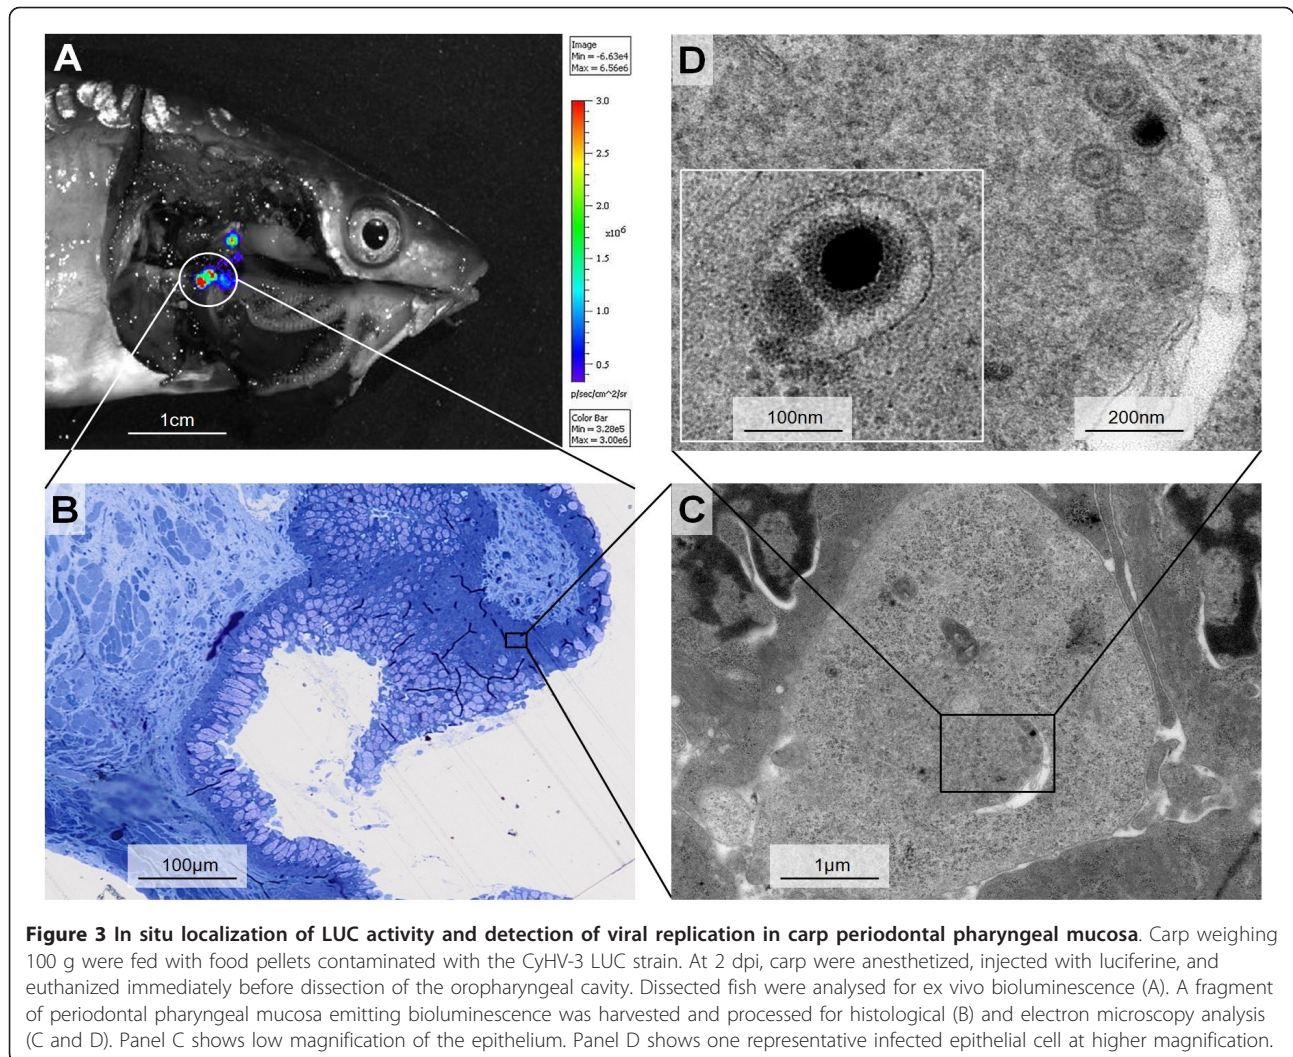 A
Image
Min = -6.63e4
Max = 6.56e6
3.0
2.5
2.0
x10^6
1.5
1.0
0.5
p/sec/cm^2/sr
Color Bar
Min = 3.28e5
Max = 3.00e6
1cm
D
100nm
200nm
B
100µm
C
1µm
Figure 3 In situ localization of LUC activity and detection of viral replication in carp periodontal pharyngeal mucosa. Carp weighing
100 g were fed with food pellets contaminated with the CyHV-3 LUC strain. At 2 dpi, carp were anesthetized, injected with luciferine, and
euthanized immediately before dissection of the oropharyngeal cavity. Dissected fish were analysed for ex vivo bioluminescence (A). A fragment
of periodontal pharyngeal mucosa emitting bioluminescence was harvested and processed for histological (B) and electron microscopy analysis
(C and D). Panel C shows low magnification of the epithelium. Panel D shows one representative infected epithelial cell at higher magnification.